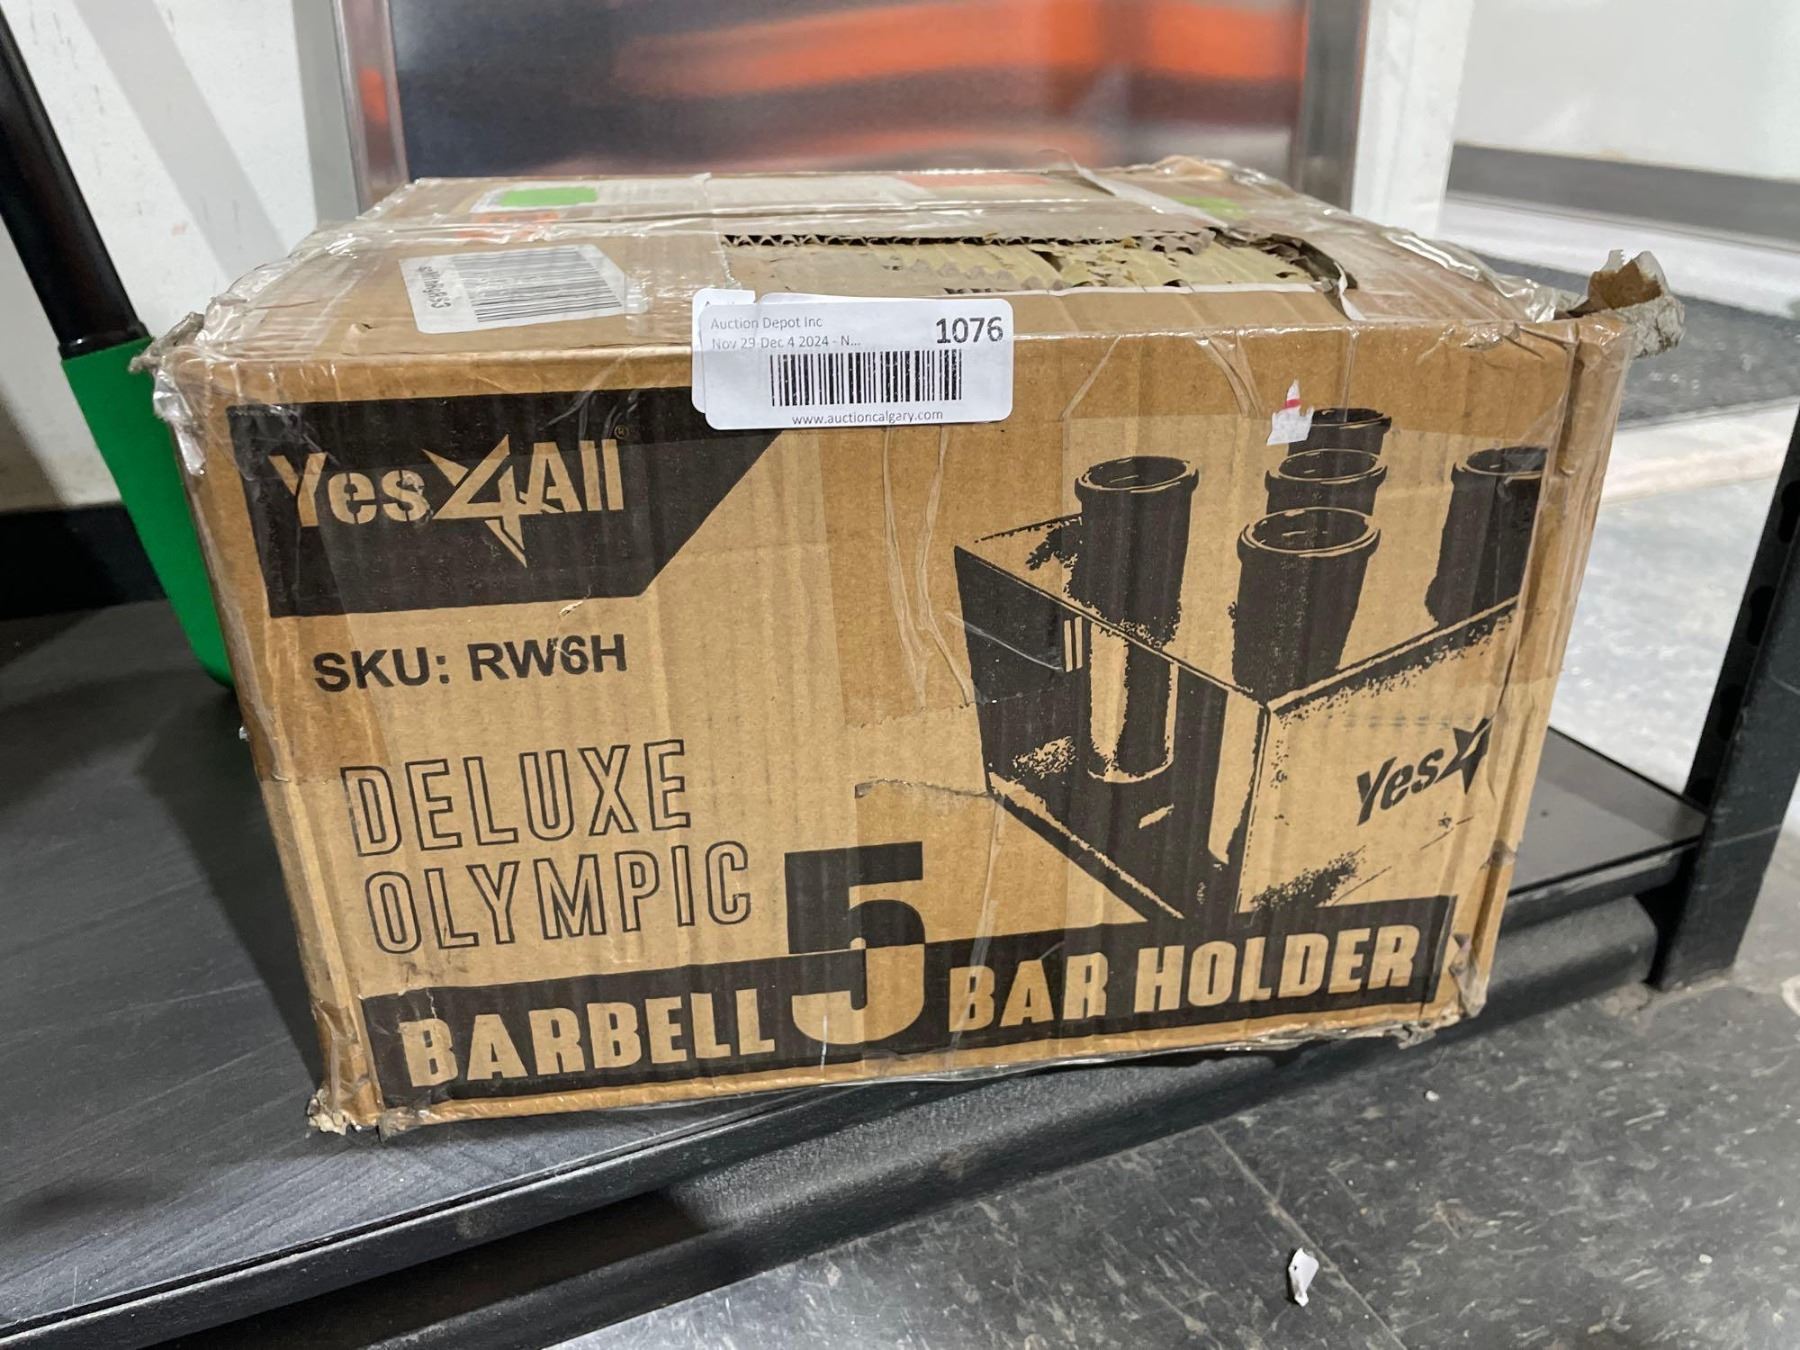 Auction Depot Inc
1076
Nov 29-Dec 4 2024 - N...
www.auctioncalgary.com
Yes4All®
SKU: RW6H
DELUXE
OLYMPIC
BARBELL 5 BAR HOLDER
Yes4